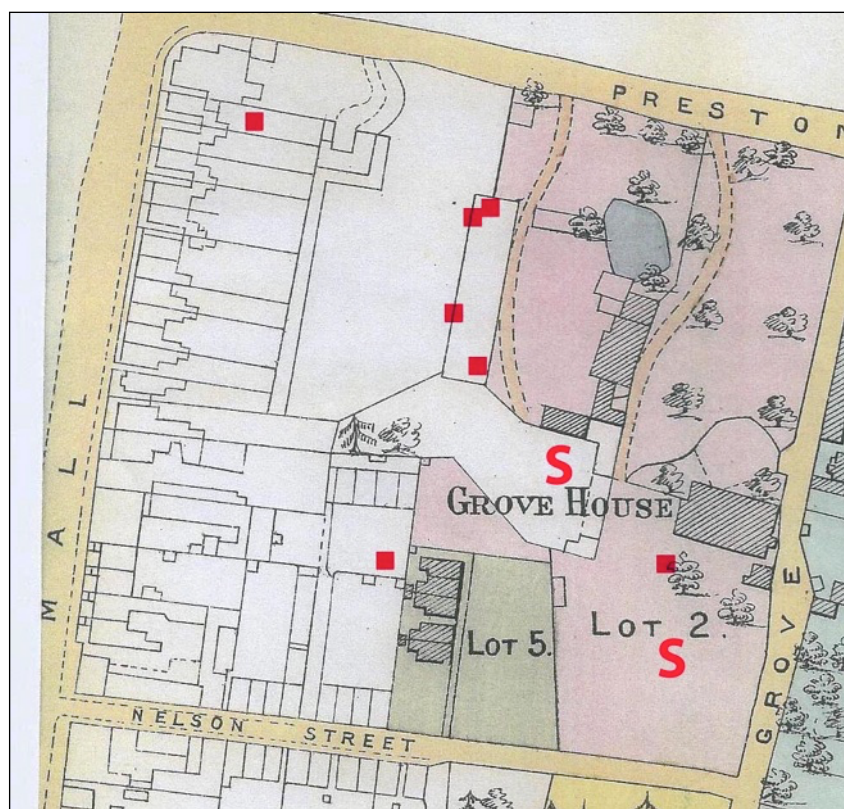 PRESTON
MALL
S
GROVE HOUSE
LOT 5.
LOT 2.
S
GROVE
NELSON STREET